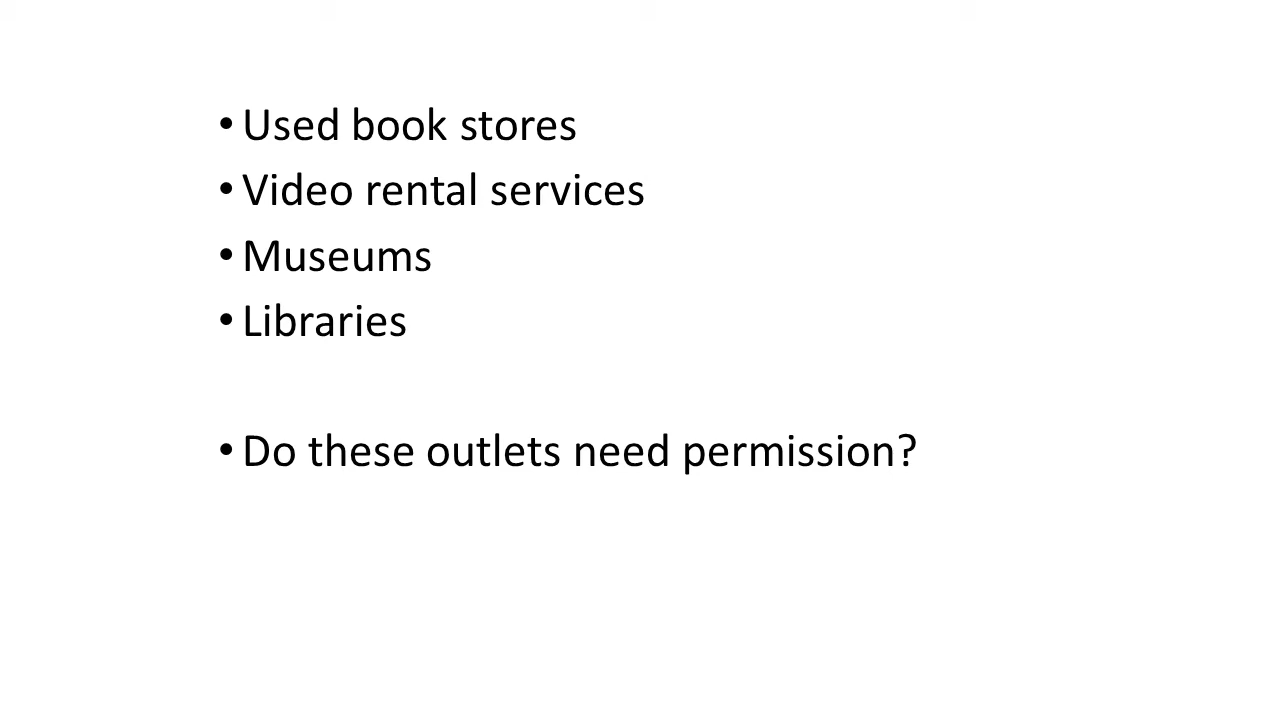 • Used book stores
• Video rental services
• Museums
• Libraries
• Do these outlets need permission?